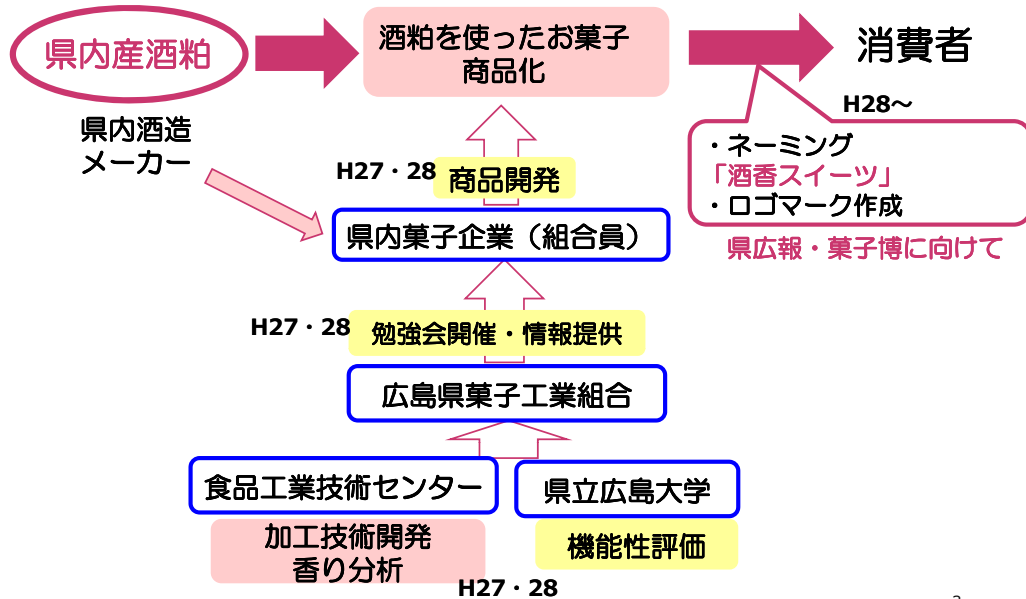 県内産酒粕
酒粕を使ったお菓子
商品化
消費者
県内酒造
メーカー
H28～
・ネーミング
「酒香スイーツ」
・ロゴマーク作成
県広報・菓子博に向けて
H27・28
商品開発
県内菓子企業（組合員）
H27・28
勉強会開催・情報提供
広島県菓子工業組合
食品工業技術センター
県立広島大学
加工技術開発
香り分析
機能性評価
H27・28